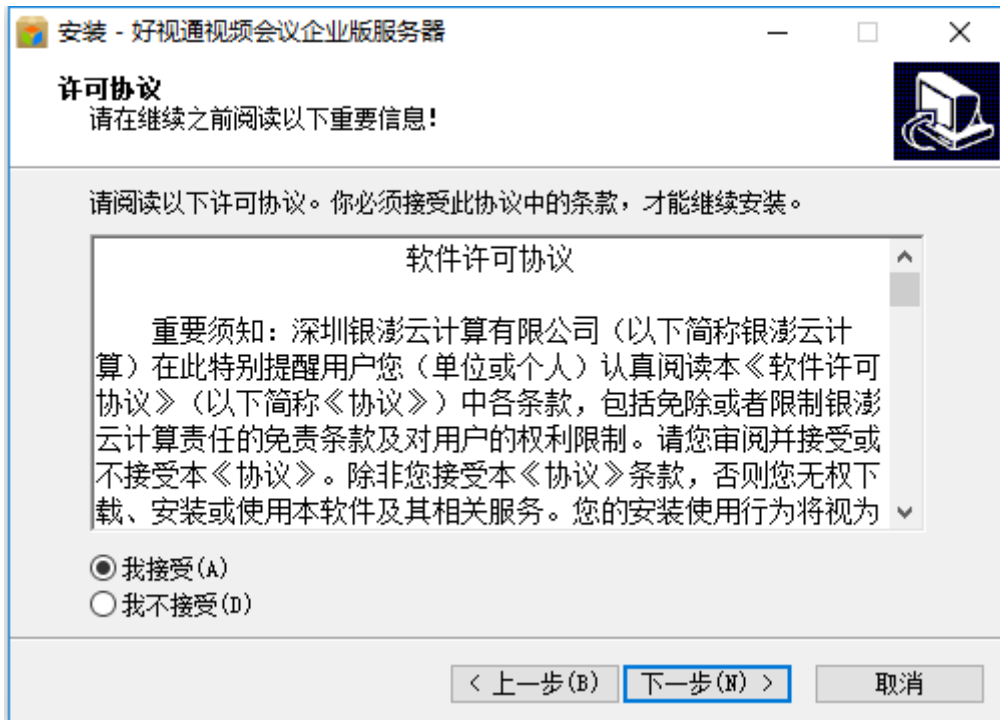 安装 - 好视通视频会议企业版服务器
许可协议
请在继续之前阅读以下重要信息!
请阅读以下许可协议。你必须接受此协议中的条款，才能继续安装。
软件许可协议
重要须知：深圳银澎云计算有限公司（以下简称银澎云计
算）在此特别提醒用户您（单位或个人）认真阅读本《软件许可
协议》（以下简称《协议》）中各条款，包括免除或者限制银澎
云计算责任的免责条款及对用户的权利限制。请您审阅并接受或
不接受本《协议》。除非您接受本《协议》条款，否则您无权下
载、安装或使用本软件及其相关服务。您的安装使用行为将视为
我接受(A)
我不接受(D)
< 上一步(B)
下一步(N) >
取消